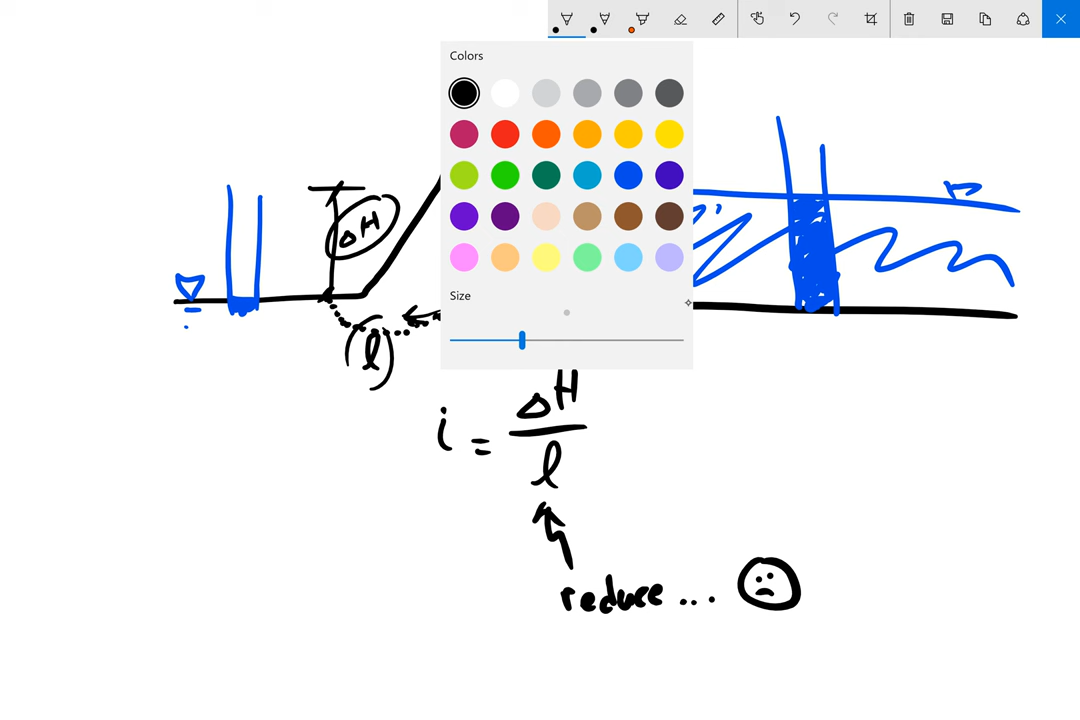 Colors
ΔH
Size
(l)
i = ΔH / l
reduce...